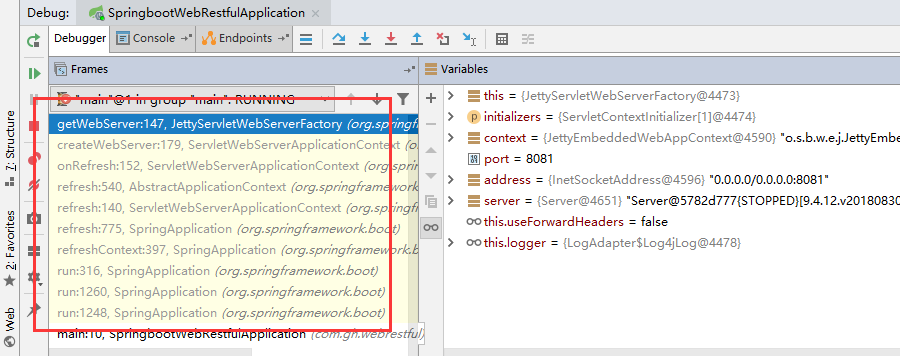 Debug: SpringbootWebRestfulApplication ×
Debugger Console Endpoints
Frames
"main"@1 in group "main": RUNNING
getWebServer:147, JettyServletWebServerFactory (org.springf
createWebServer:179, ServletWebServerApplicationContext (o
onRefresh:152, ServletWebServerApplicationContext (org.spr
refresh:540, AbstractApplicationContext (org.springframewor
refresh:140, ServletWebServerApplicationContext (org.spring
refresh:775, SpringApplication (org.springframework.boot)
refreshContext:397, SpringApplication (org.springframework.
run:316, SpringApplication (org.springframework.boot)
run:1260, SpringApplication (org.springframework.boot)
run:1248, SpringApplication (org.springframework.boot)
main:10, SpringbootWebRestfulApplication (com.gh.webrestful)
Variables
this = {JettyServletWebServerFactory@4473}
initializers = {ServletContextInitializer[1]@4474}
context = {JettyEmbeddedWebAppContext@4590} "o.s.b.w.e.j.JettyEmbe
port = 8081
address = {InetSocketAddress@4596} "0.0.0.0/0.0.0.0:8081"
server = {Server@4651} "Server@5782d777{STOPPED}[9.4.12.v20180830
this.useForwardHeaders = false
this.logger = {LogAdapter$Log4jLog@4478}
7: Structure
2: Favorites
Web